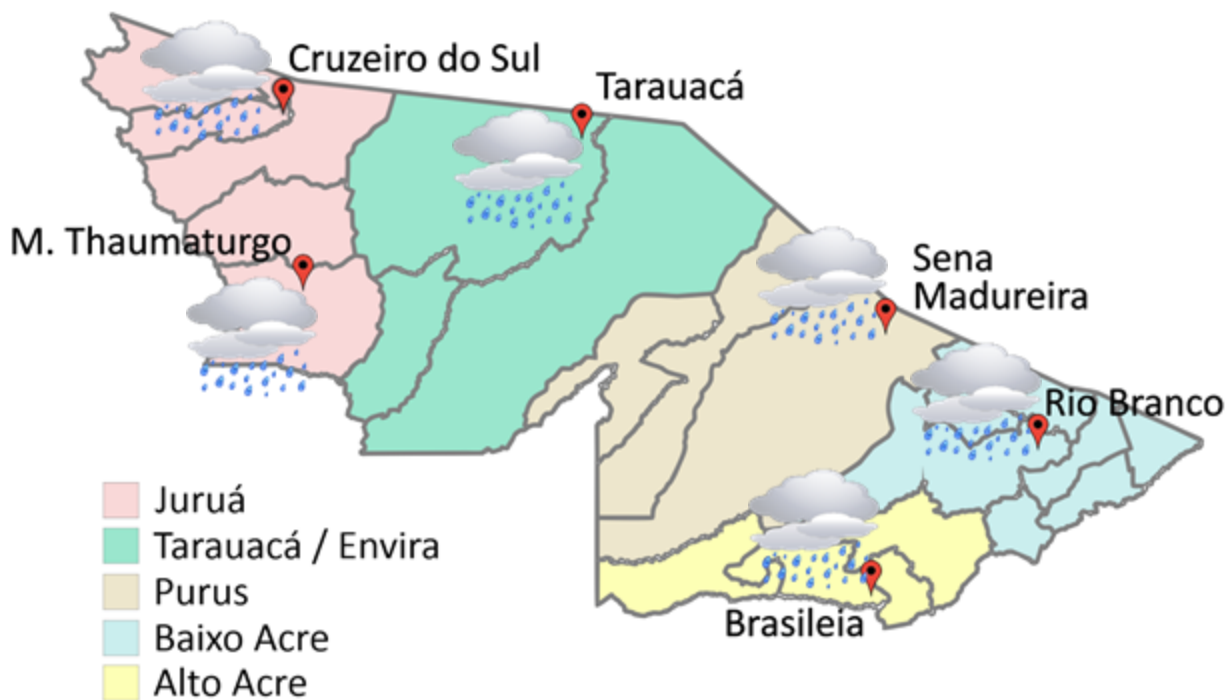 Cruzeiro do Sul
Tarauacá
M. Thaumaturgo
Sena
Madureira
Rio Branco
Brasileia
Juruá
Tarauacá / Envira
Purus
Baixo Acre
Alto Acre